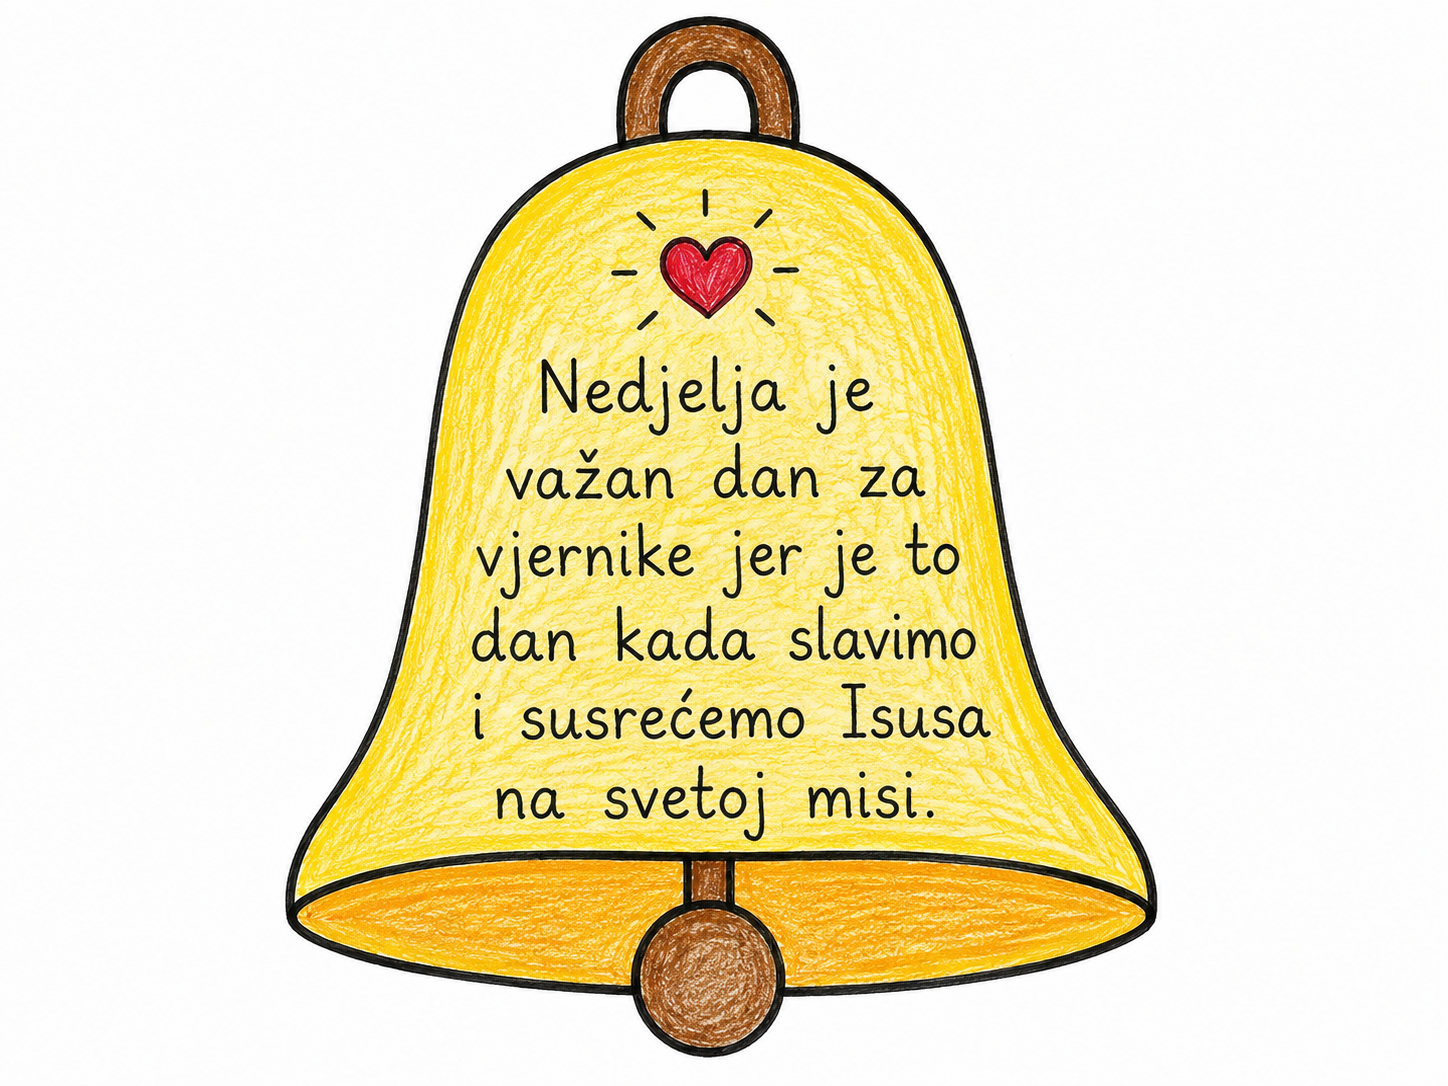 Nedjelja je
važan dan za
vjernike jer je to
dan kada slavimo
i susrećemo Isusa
na svetoj misi.